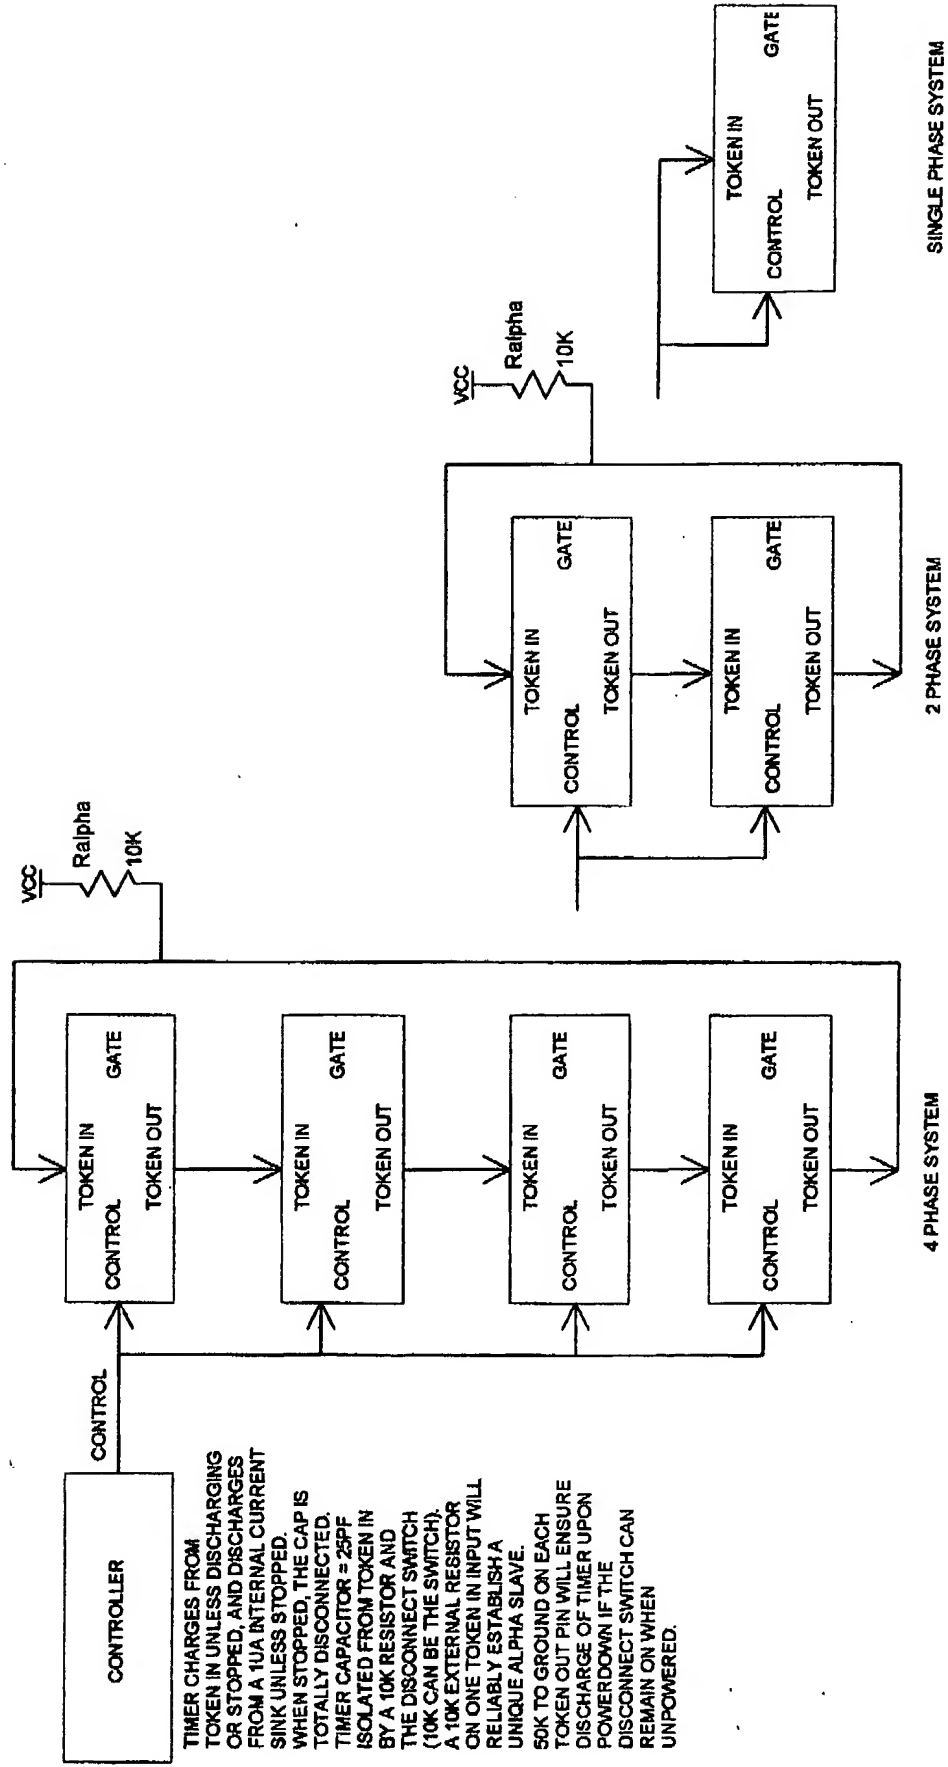 CONTROLLER
CONTROL
TIMER CHARGES FROM
TOKEN IN UNLESS DISCHARGING
OR STOPPED, AND DISCHARGES
FROM A 1UA INTERNAL CURRENT
SINK UNLESS STOPPED.
WHEN STOPPED, THE CAP IS
TOTALLY DISCONNECTED.
TIMER CAPACITOR = 25PF
ISOLATED FROM TOKEN IN
BY A 10K RESISTOR AND
THE DISCONNECT SWITCH
(10K CAN BE THE SWITCH).
A 10K EXTERNAL RESISTOR
ON ONE TOKEN IN INPUT WILL
RELIABLY ESTABLISH A
UNIQUE ALPHA SLAVE.
50K TO GROUND ON EACH
TOKEN OUT PIN WILL ENSURE
DISCHARGE OF TIMER UPON
POWERDOWN IF THE
DISCONNECT SWITCH CAN
REMAIN ON WHEN
UNPOWERED.
TOKEN IN
CONTROL
GATE
TOKEN OUT
TOKEN IN
CONTROL
GATE
TOKEN OUT
TOKEN IN
CONTROL
GATE
TOKEN OUT
TOKEN IN
CONTROL
GATE
TOKEN OUT
VCC
Ralpha
10K
4 PHASE SYSTEM
TOKEN IN
CONTROL
GATE
TOKEN OUT
TOKEN IN
CONTROL
GATE
TOKEN OUT
VCC
Ralpha
10K
2 PHASE SYSTEM
TOKEN IN
CONTROL
GATE
TOKEN OUT
SINGLE PHASE SYSTEM